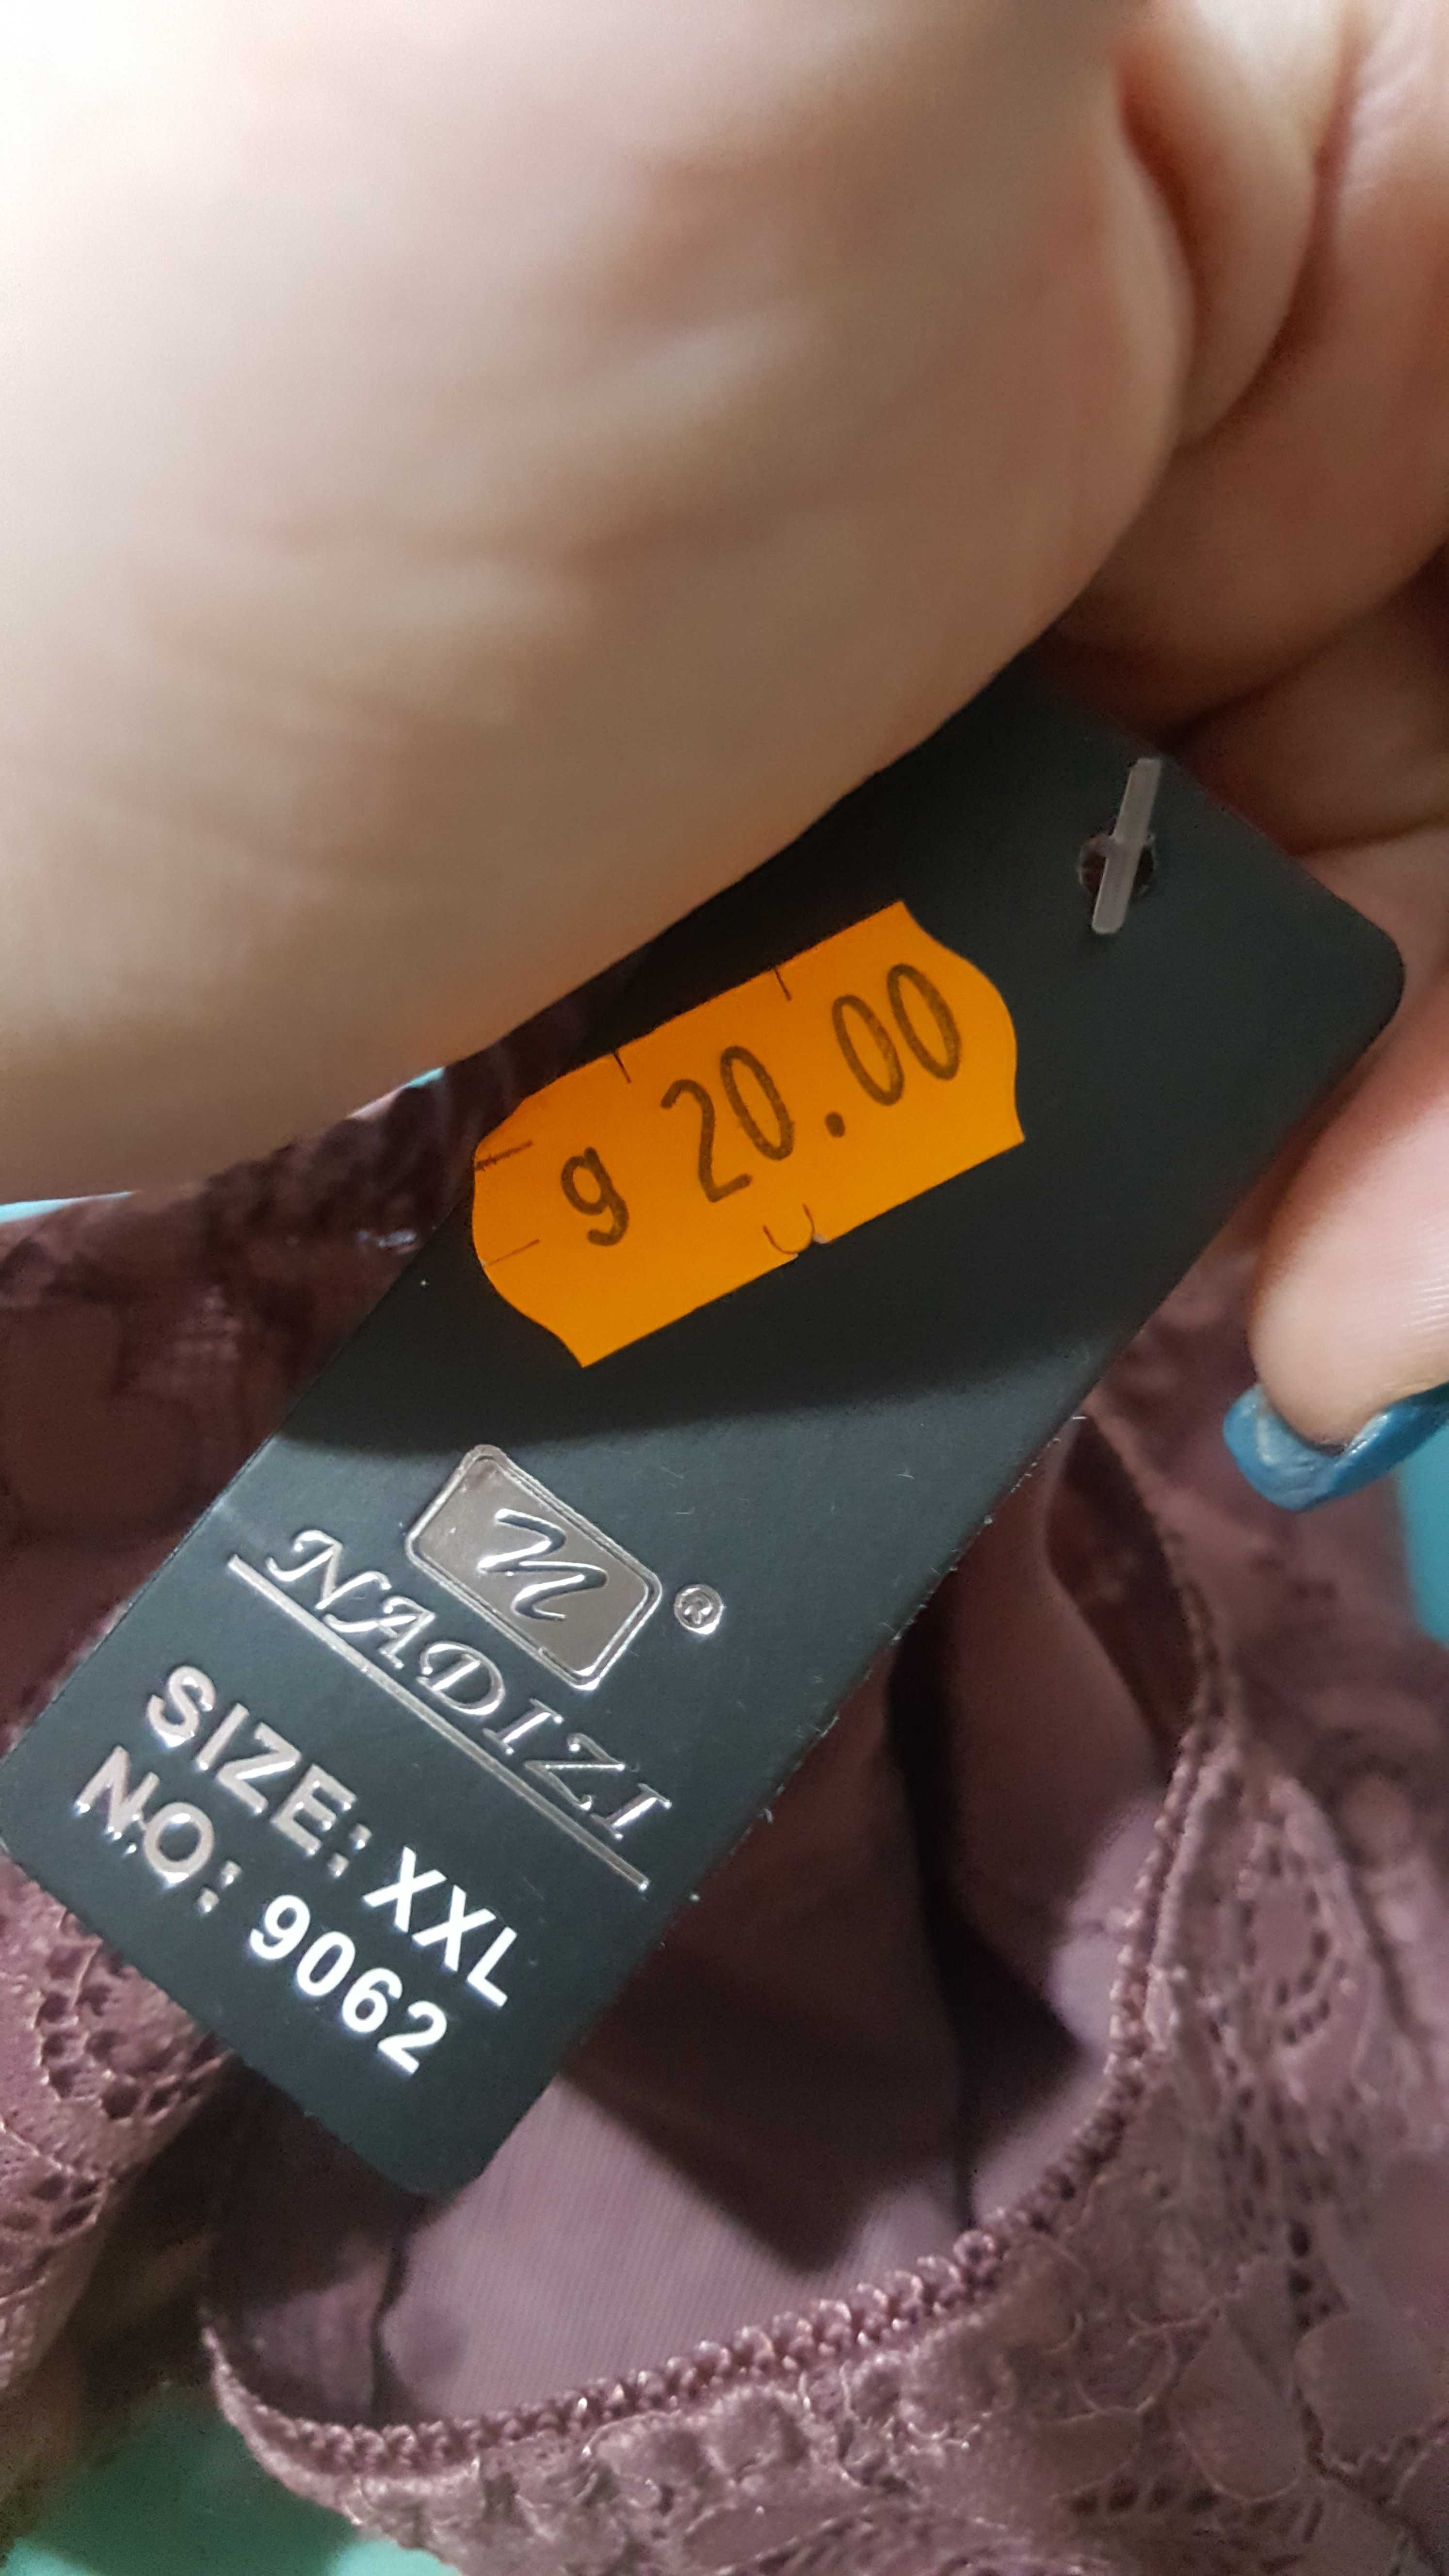 g 20.00
n ®
NADIZI
SIZE: XXL
NO: 9062